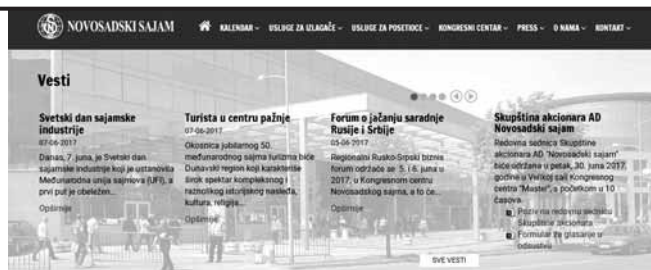 NOVOSADSKI SAJAM
KALENDAR
USLUGE ZA IZLAGAČE
USLUGE ZA POSETIOCE
KONGRESNI CENTAR
PRESS
O NAMA
KONTAKT
Vesti
Svetski dan sajamske
industrije
07-06-2017
Danas, 7. juna, je Svetski dan
sajamske industrije koji je ustanovila
Međunarodna unija sajmova (UFI), a
prvi put je obeležen...
Opširnije
Turista u centru pažnje
07-06-2017
Okosnica jubilarnog 50.
međunarodnog sajma turizma biće
Dunavski region koji karakteriše
širok spektar kompleksnog i
raznolikog istorijskog nasleđa,
kultura, religija...
Opširnije
Forum o jačanju saradnje
Rusije i Srbije
05-06-2017
Regionalni Rusko-Srpski biznis
forum održaće se 5. i 6. juna u
2017, u Kongresnom centru
Novosadskog sajma, a to će...
Opširnije
Skupština akcionara AD
Novosadski sajam
Redovna sednica Skupštine
akcionara AD "Novosadski sajam"
biće održana u petak, 30. juna 2017.
godine u Velikoj sali Kongresnog
centra "Master", s početkom u 10
časova.
Poziv na redovnu sednicu
Skupštine akcionara
Formular za glasanje u
odsustvu
SVE VESTI